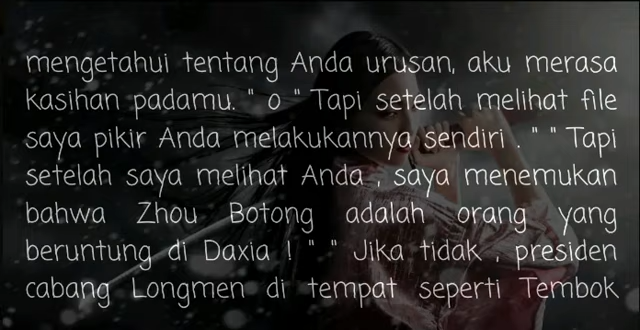 mengetahui tentang Anda urusan, aku merasa
kasihan padamu. " o " Tapi setelah melihat file
saya pikir Anda melakukannya sendiri . " " Tapi
setelah saya melihat Anda , saya menemukan
bahwa Zhou Botong adalah orang yang
beruntung di Daxia ! " " Jika tidak , presiden
cabang Longmen di tempat seperti Tembok